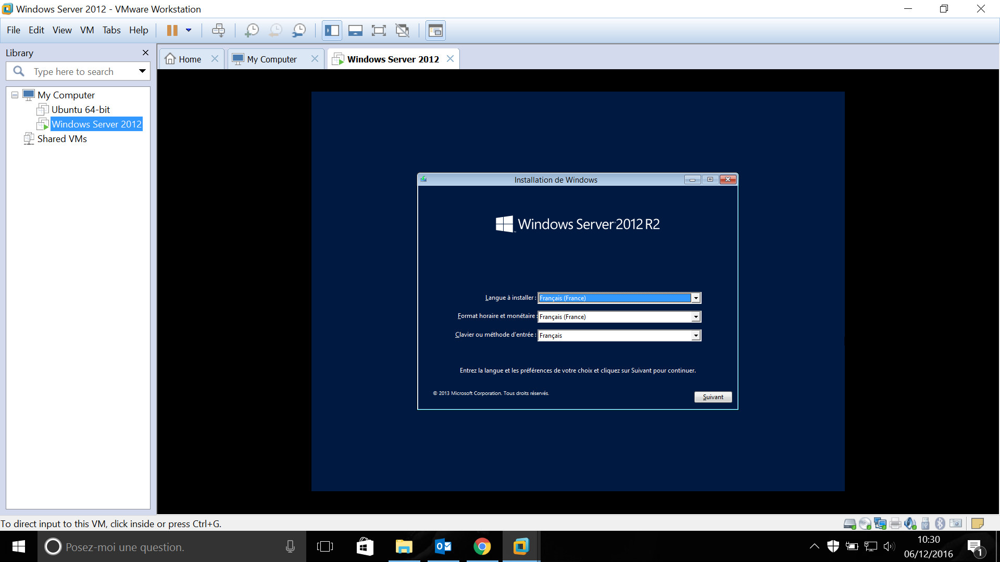 Windows Server 2012 - VMware Workstation
File Edit View VM Tabs Help
Library
Home
My Computer
Windows Server 2012
Type here to search
My Computer
Ubuntu 64-bit
Windows Server 2012
Shared VMs
Installation de Windows
Windows Server 2012 R2
Langue à installer : Français (France)
Format horaire et monétaire : Français (France)
Clavier ou méthode d'entrée : Français
Entrez la langue et les préférences de votre choix et cliquez sur Suivant pour continuer.
© 2013 Microsoft Corporation. Tous droits réservés.
Suivant
To direct input to this VM, click inside or press Ctrl+G.
Posez-moi une question.
10:30
06/12/2016
1